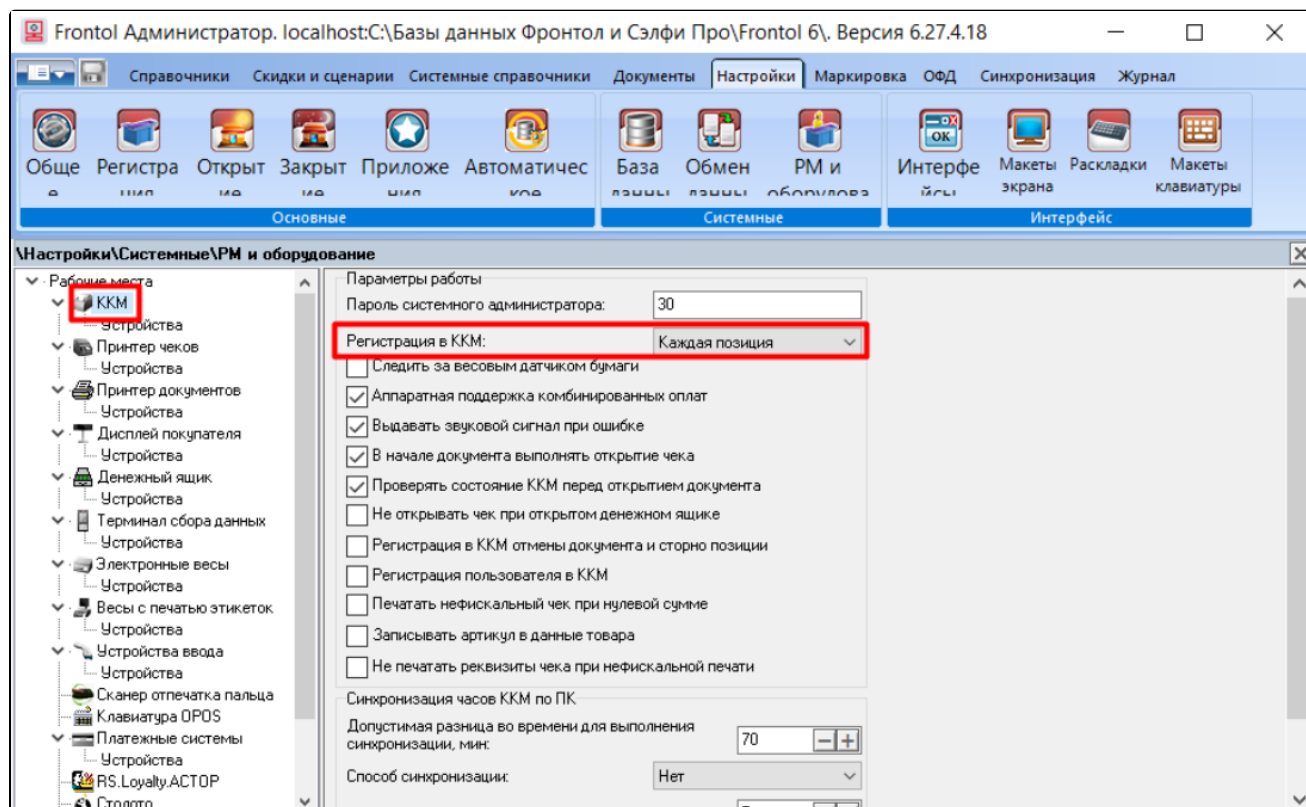 Frontol Администратор. localhost:C:\Базы данных Фронтол и Сэлфи Про\Frontol 6\. Версия 6.27.4.18
Справочники Скидки и сценарии Системные справочники Документы Настройки Маркировка ОФД Синхронизация Журнал
Обще Регистра Открыт Закрыт Приложе Автоматичес База Обмен РМ и Интерфе Макеты Раскладки Макеты
экрана клавиатуры
Основные Системные Интерфейс
\Настройки\Системные\РМ и оборудование
Рабочие места
ККМ
Устройства
Принтер чеков
Устройства
Принтер документов
Устройства
Дисплей покупателя
Устройства
Денежный ящик
Устройства
Терминал сбора данных
Устройства
Электронные весы
Устройства
Весы с печатью этикеток
Устройства
Устройства ввода
Устройства
Сканер отпечатка пальца
Клавиатура OPOS
Платежные системы
Устройства
RS.Loyalty.ACTOP
Столото
Параметры работы
Пароль системного администратора: 30
Регистрация в ККМ: Каждая позиция
Следить за весовым датчиком бумаги
Аппаратная поддержка комбинированных оплат
Выдавать звуковой сигнал при ошибке
В начале документа выполнять открытие чека
Проверять состояние ККМ перед открытием документа
Не открывать чек при открытом денежном ящике
Регистрация в ККМ отмены документа и сторно позиции
Регистрация пользователя в ККМ
Печатать нефискальный чек при нулевой сумме
Записывать артикул в данные товара
Не печатать реквизиты чека при нефискальной печати
Синхронизация часов ККМ по ПК
Допустимая разница во времени для выполнения
синхронизации, мин: 70
Способ синхронизации: Нет